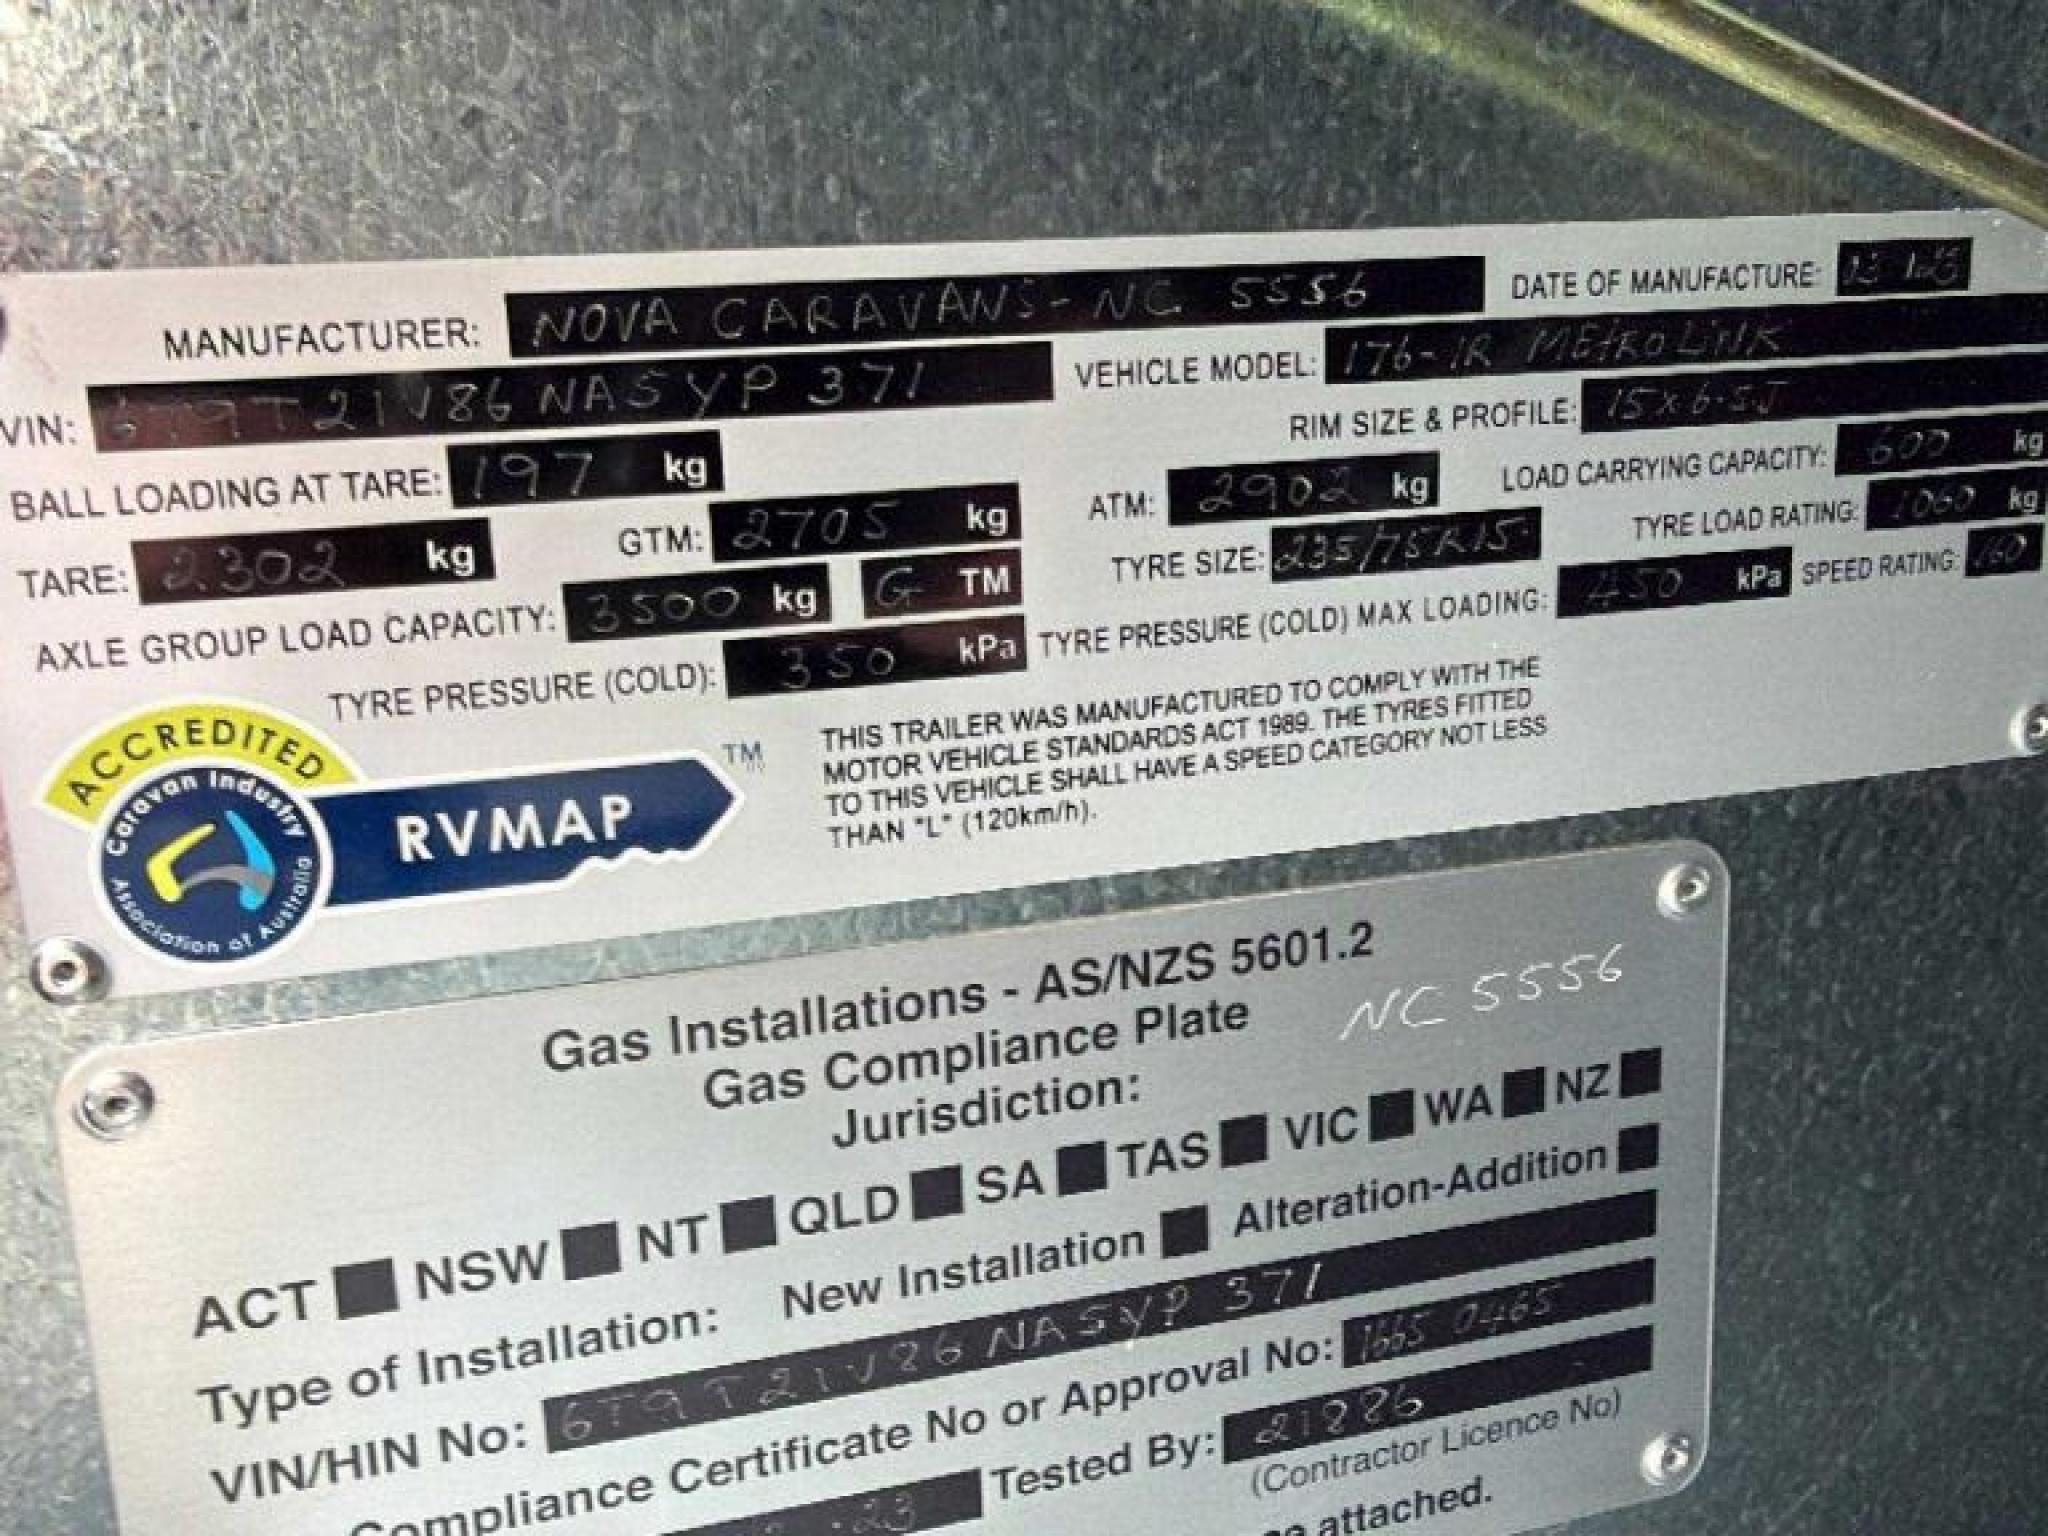 MANUFACTURER: NOVA CARAVANS - NC 5556 DATE OF MANUFACTURE:
VIN: 6T9T21V86NASYP371 VEHICLE MODEL: 176-1R METROLINK
RIM SIZE & PROFILE: 15x6.5J
BALL LOADING AT TARE: 197 kg ATM: 2902 kg LOAD CARRYING CAPACITY: 600 kg
TARE: 2302 kg GTM: 2705 kg TYRE SIZE: 235/75R15 TYRE LOAD RATING: 1060 kg
AXLE GROUP LOAD CAPACITY: 3500 kg G TM TYRE PRESSURE (COLD) MAX LOADING: 450 kPa SPEED RATING: 160
TYRE PRESSURE (COLD): 350 kPa
THIS TRAILER WAS MANUFACTURED TO COMPLY WITH THE
MOTOR VEHICLE STANDARDS ACT 1989. THE TYRES FITTED
TO THIS VEHICLE SHALL HAVE A SPEED CATEGORY NOT LESS
THAN "L" (120km/h).
ACCREDITED
Caravan Industry
Association of Australia
RVMAP TM
Gas Installations - AS/NZS 5601.2
Gas Compliance Plate NC 5556
Jurisdiction:
ACT NSW NT QLD SA TAS VIC WA NZ
Type of Installation: New Installation Alteration-Addition
VIN/HIN No: 6T9T21V86NASYP371
Compliance Certificate No or Approval No: 1665 0465
23 Tested By: 21886
(Contractor Licence No)
attached.